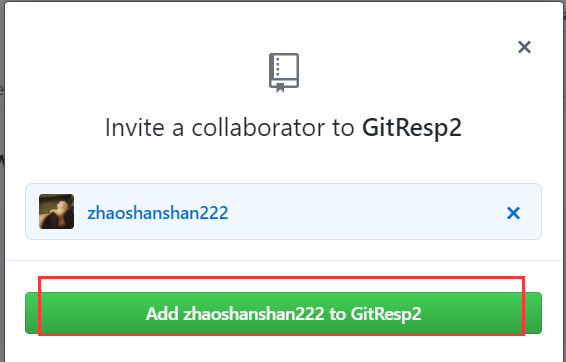 Invite a collaborator to GitResp2
zhaoshanshan222
Add zhaoshanshan222 to GitResp2